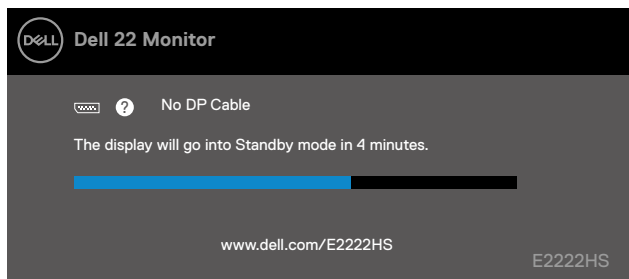 DELL Dell 22 Monitor
? No DP Cable
The display will go into Standby mode in 4 minutes.
www.dell.com/E2222HS
E2222HS